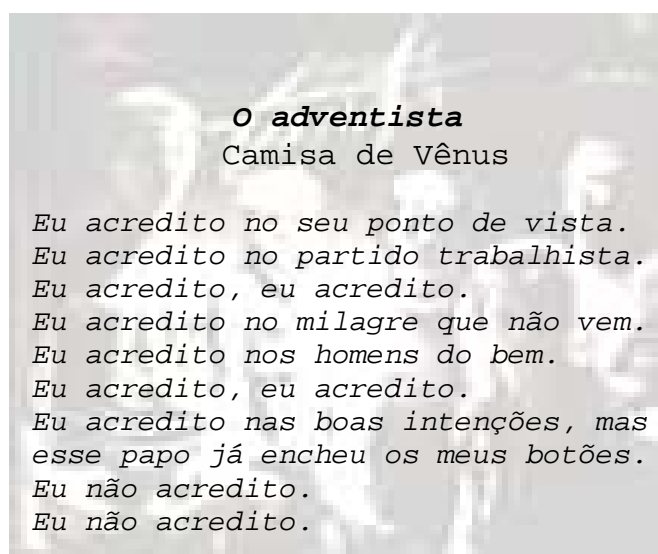 O adventista
Camisa de Vênus
Eu acredito no seu ponto de vista.
Eu acredito no partido trabalhista.
Eu acredito, eu acredito.
Eu acredito no milagre que não vem.
Eu acredito nos homens do bem.
Eu acredito, eu acredito.
Eu acredito nas boas intenções, mas
esse papo já encheu os meus botões.
Eu não acredito.
Eu não acredito.